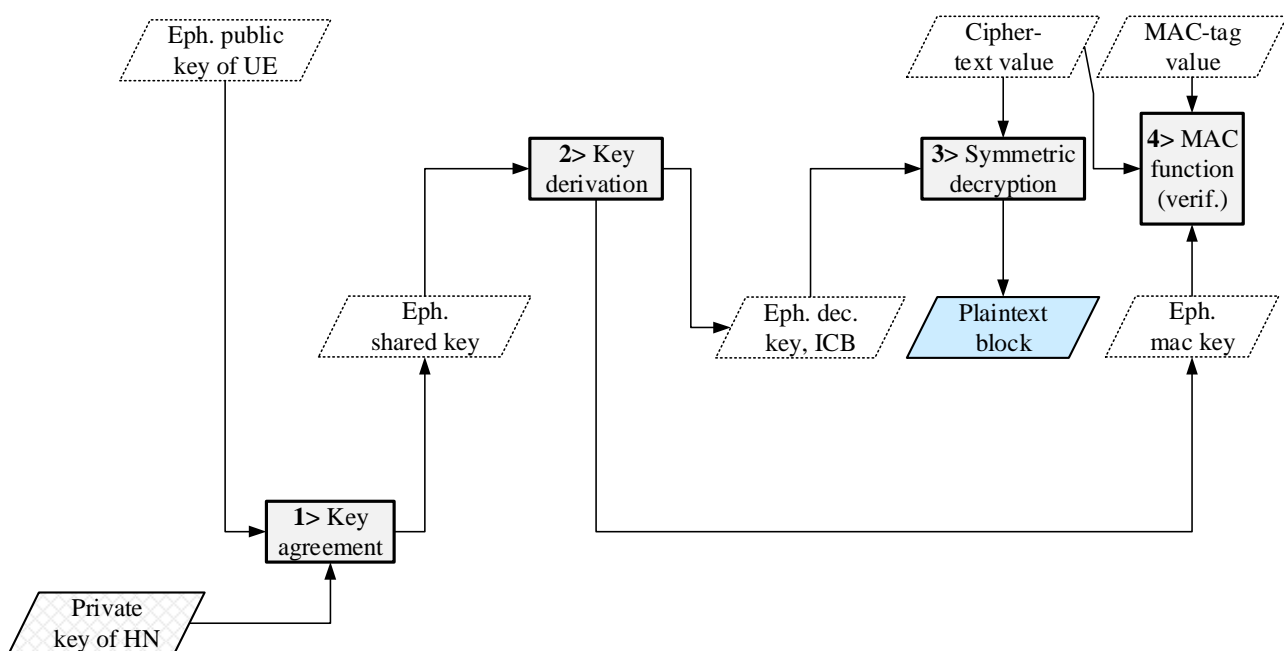 Eph. public
key of UE
Cipher-
text value
MAC-tag
value
2> Key
derivation
3> Symmetric
decryption
4> MAC
function
(verif.)
Eph.
shared key
Eph. dec.
key, ICB
Plaintext
block
Eph.
mac key
1> Key
agreement
Private
key of HN